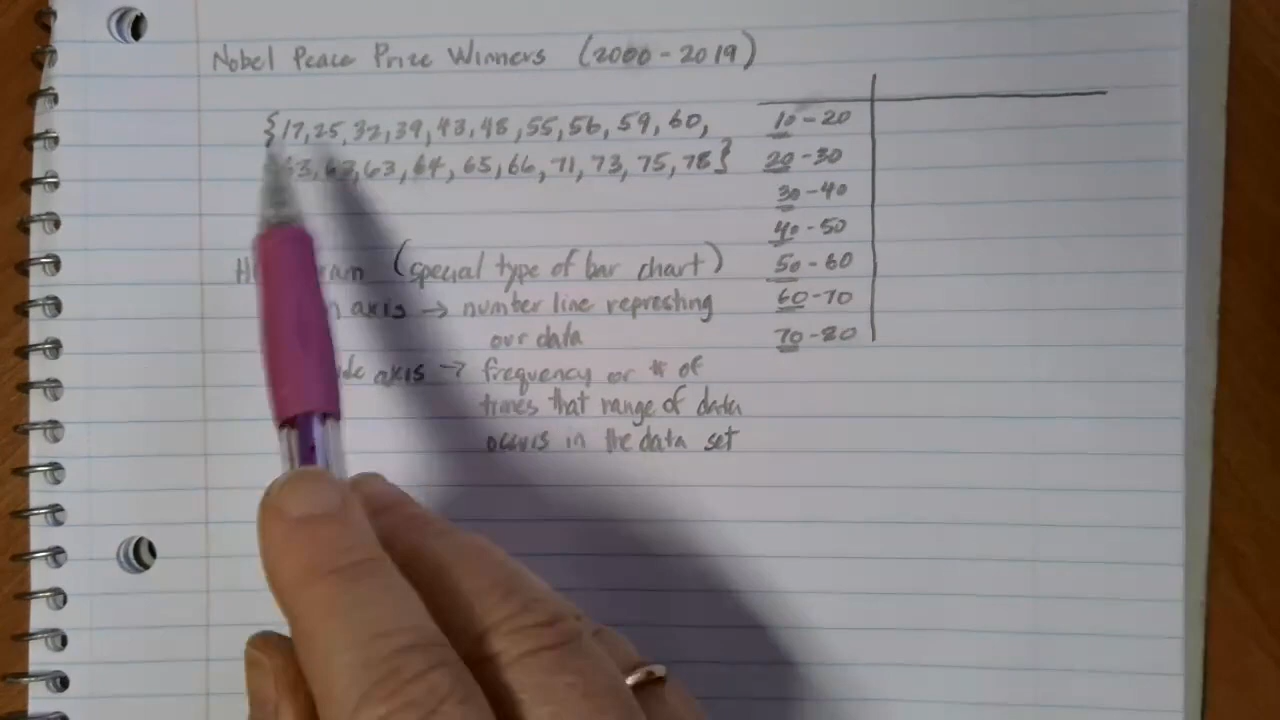 Nobel Peace Prize Winners (2000-2019)
{17, 25, 32, 39, 43, 48, 55, 56, 59, 60,
63, 63, 63, 64, 65, 66, 71, 73, 75, 78}
(special type of bar chart)
axis → number line represting
our data
axis → frequency or # of
times that range of data
occurs in the data set
10-20
20-30
30-40
40-50
50-60
60-70
70-80